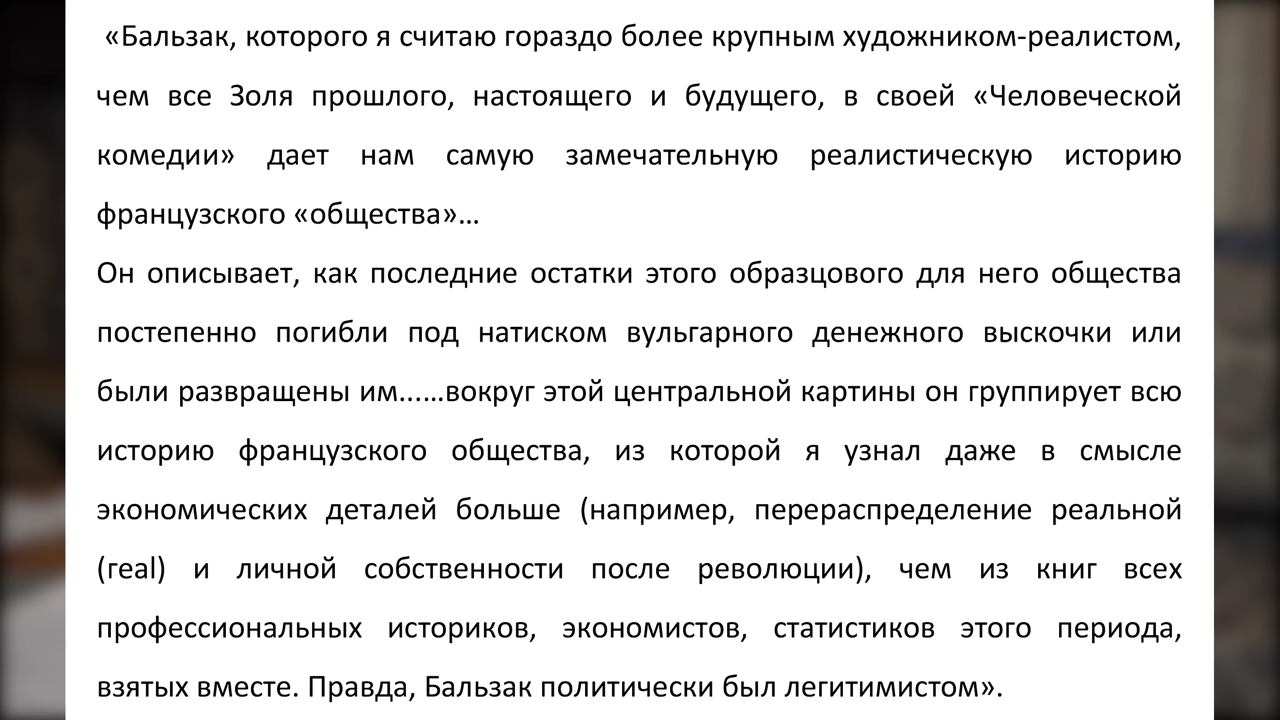 «Бальзак, которого я считаю гораздо более крупным художником-реалистом,
чем все Золя прошлого, настоящего и будущего, в своей «Человеческой
комедии» дает нам самую замечательную реалистическую историю
французского «общества»…
Он описывает, как последние остатки этого образцового для него общества
постепенно погибли под натиском вульгарного денежного выскочки или
были развращены им……вокруг этой центральной картины он группирует всю
историю французского общества, из которой я узнал даже в смысле
экономических деталей больше (например, перераспределение реальной
(real) и личной собственности после революции), чем из книг всех
профессиональных историков, экономистов, статистиков этого периода,
взятых вместе. Правда, Бальзак политически был легитимистом».